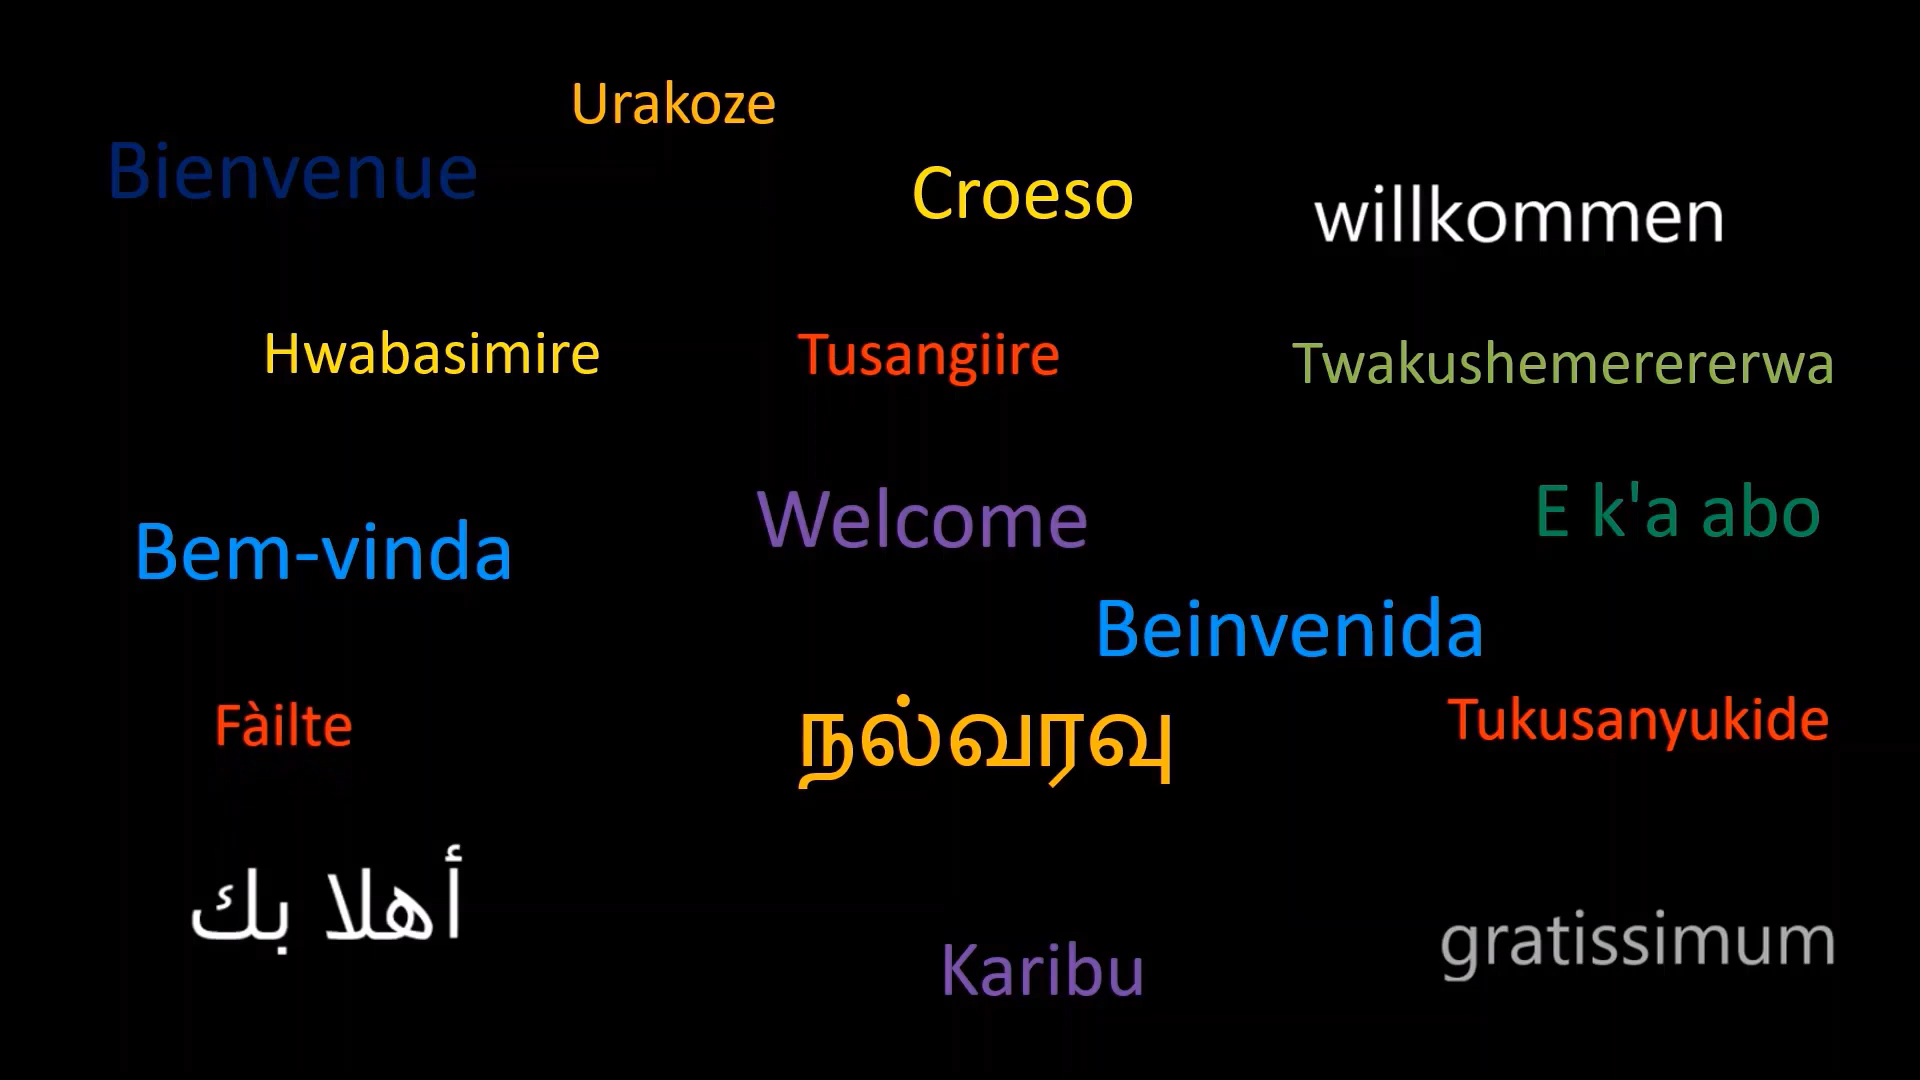 Urakoze
Bienvenue
Croeso
willkommen
Hwabasimire
Tusangiire
Twakushemerererwa
Welcome
E k'a abo
Bem-vinda
Beinvenida
Fàilte
நல்வரவு
Tukusanyukide
أهلا بك
Karibu
gratissimum